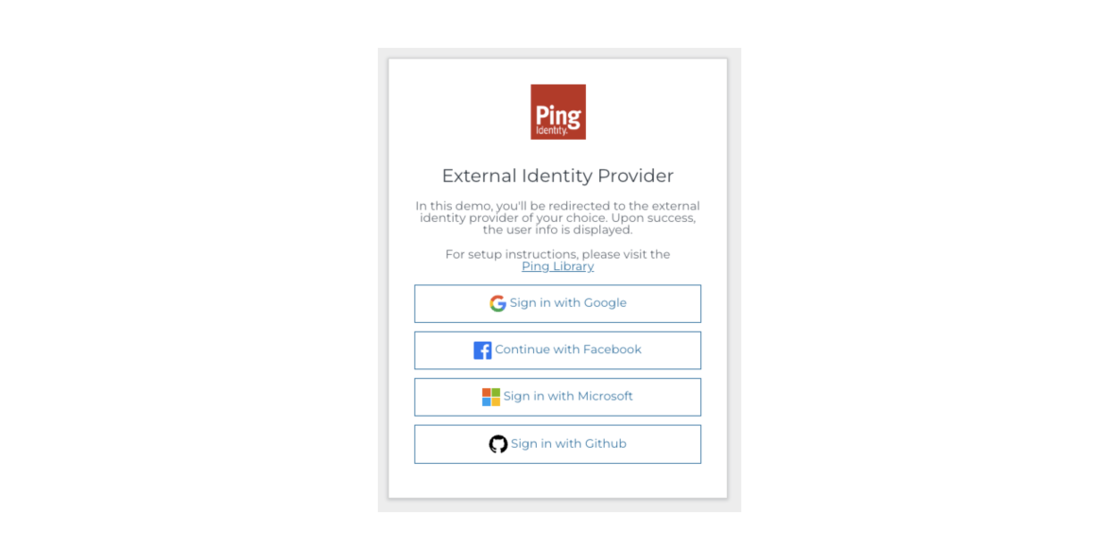 Ping
Identity.
External Identity Provider
In this demo, you'll be redirected to the external
identity provider of your choice. Upon success,
the user info is displayed.
For setup instructions, please visit the
Ping Library
Sign in with Google
Continue with Facebook
Sign in with Microsoft
Sign in with Github